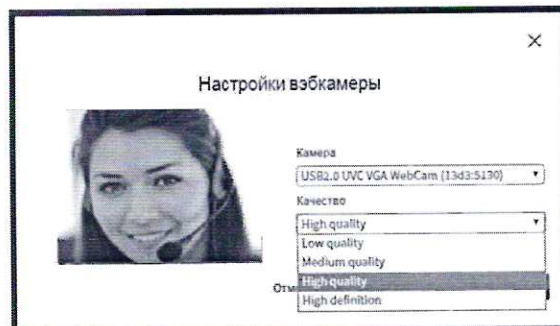 Настройки вэбкамеры
Камера
USB2.0 UVC VGA WebCam (13d3:5130)
Качество
High quality
Low quality
Medium quality
High quality
High definition